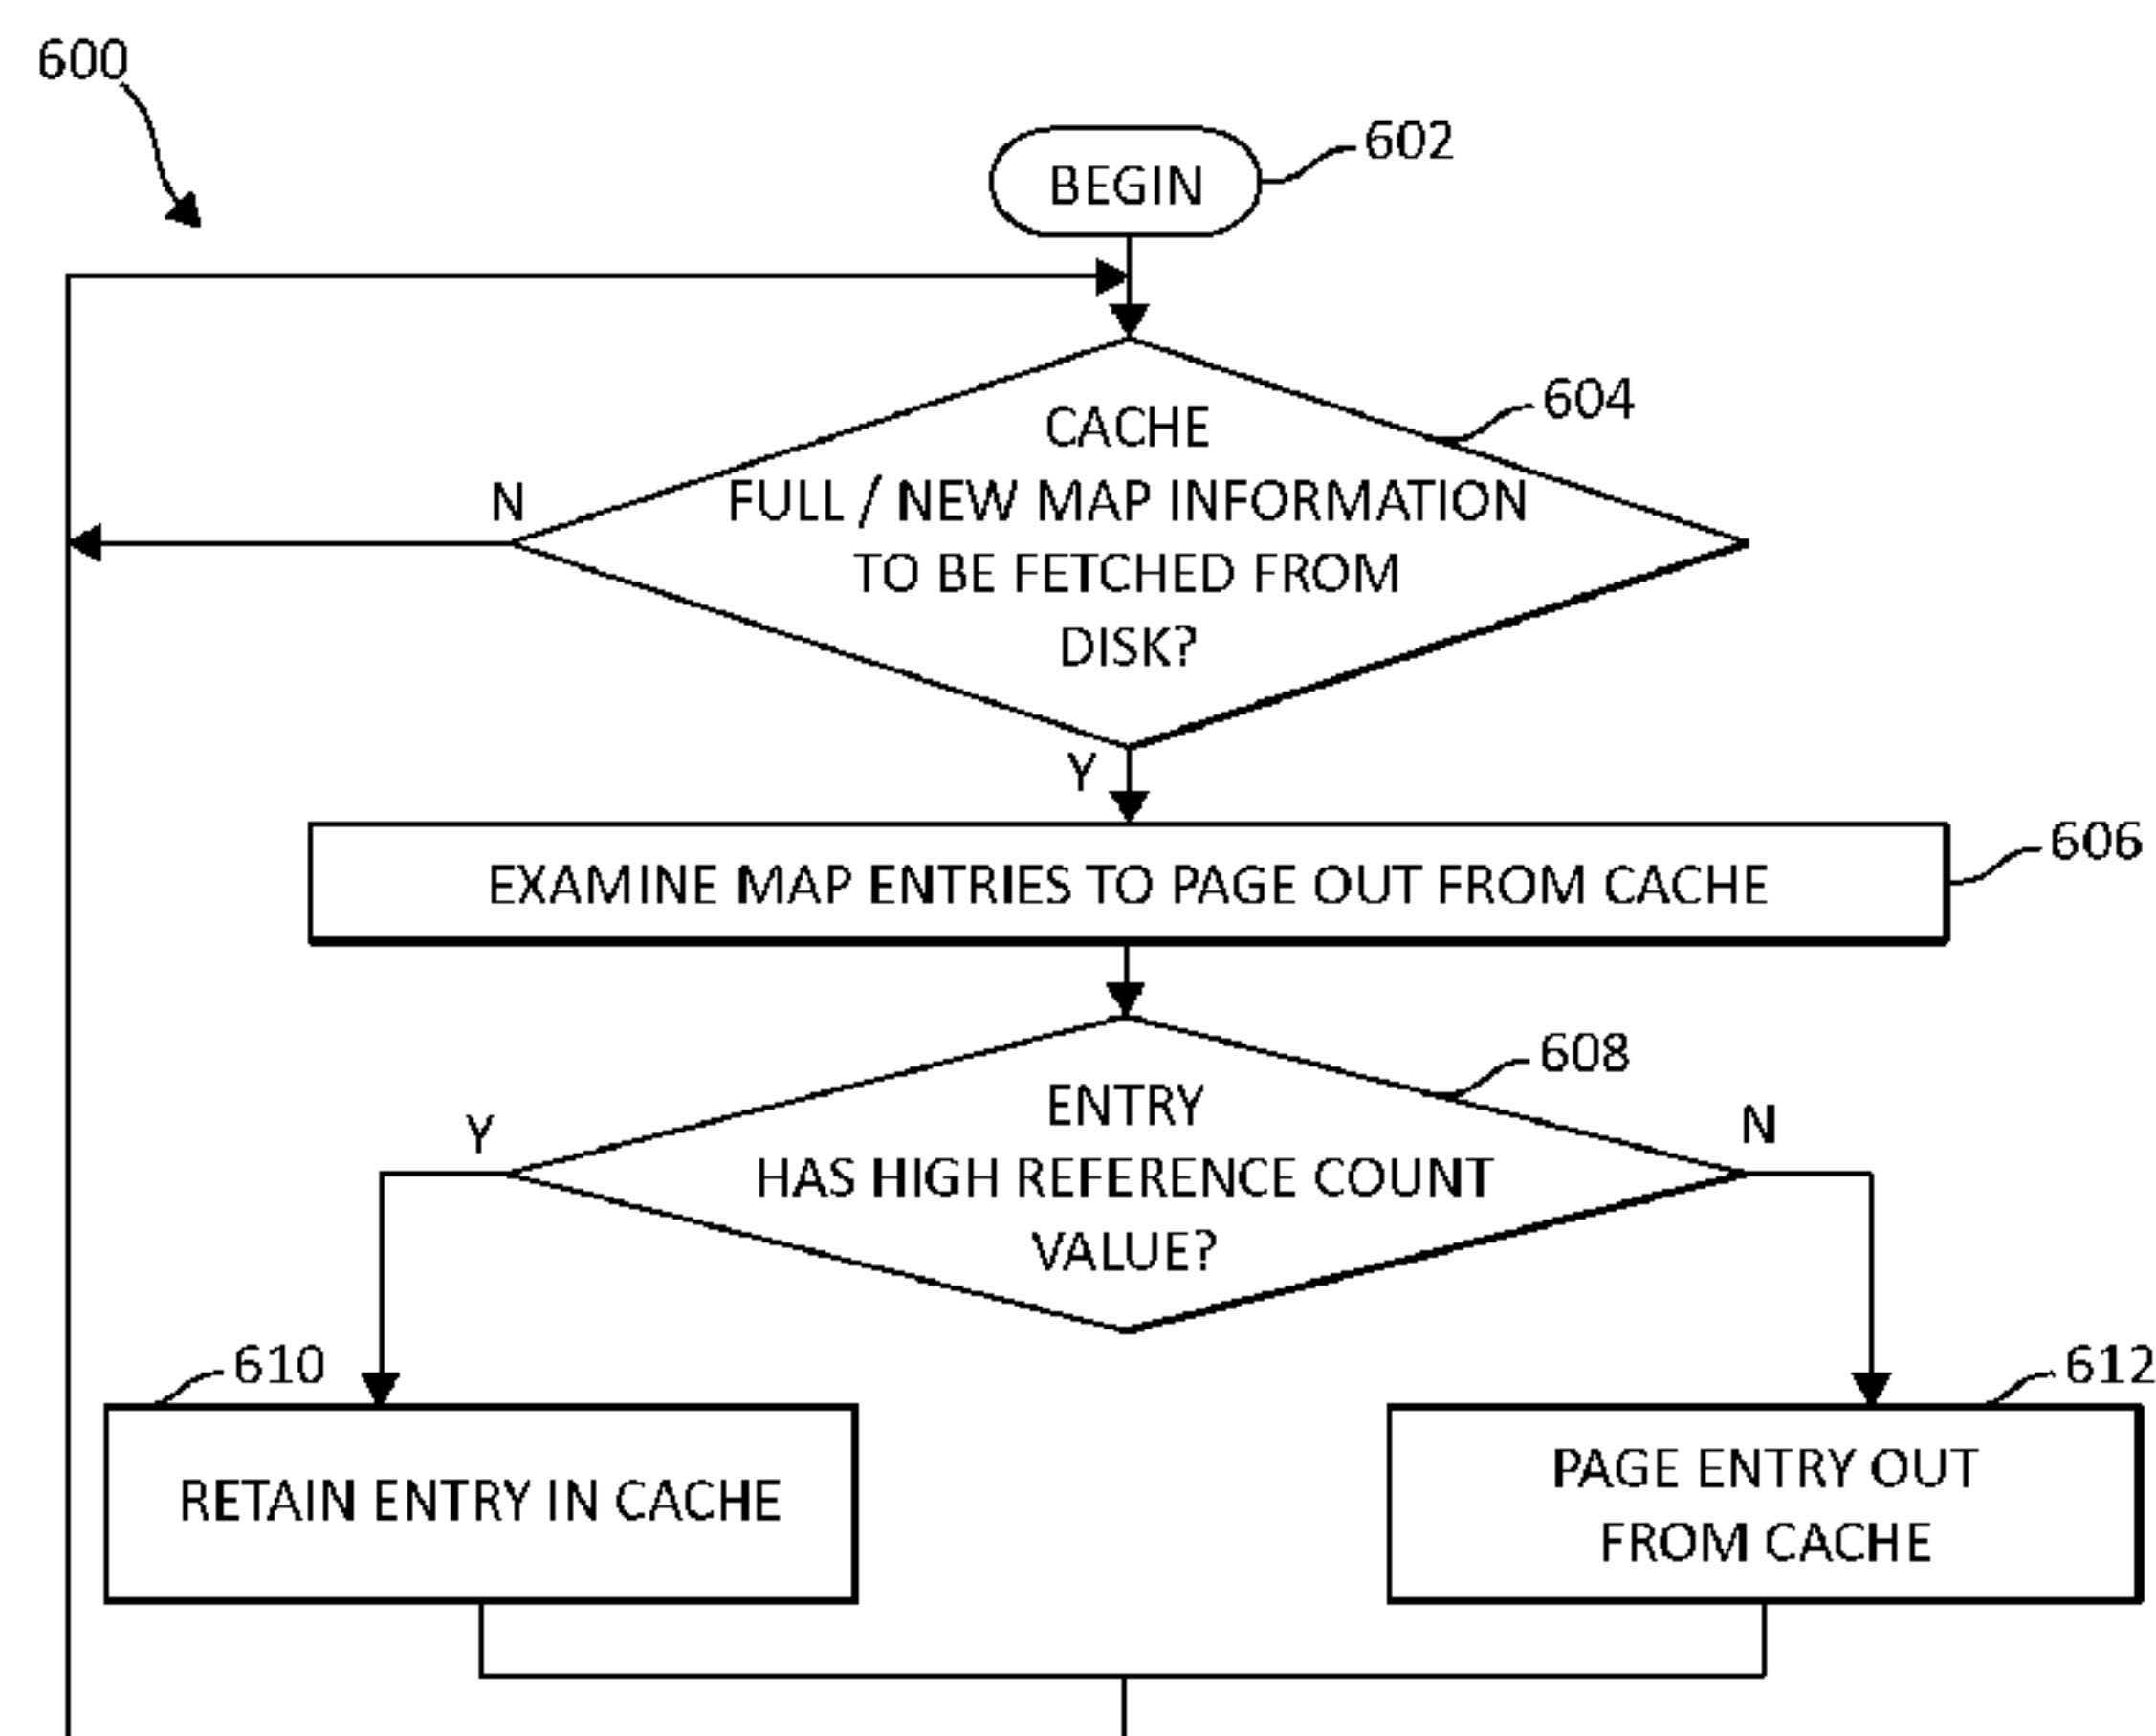 600
BEGIN
602
CACHE
FULL / NEW MAP INFORMATION
TO BE FETCHED FROM
DISK?
604
N
Y
EXAMINE MAP ENTRIES TO PAGE OUT FROM CACHE
606
ENTRY
HAS HIGH REFERENCE COUNT
VALUE?
608
Y
N
610
RETAIN ENTRY IN CACHE
612
PAGE ENTRY OUT
FROM CACHE